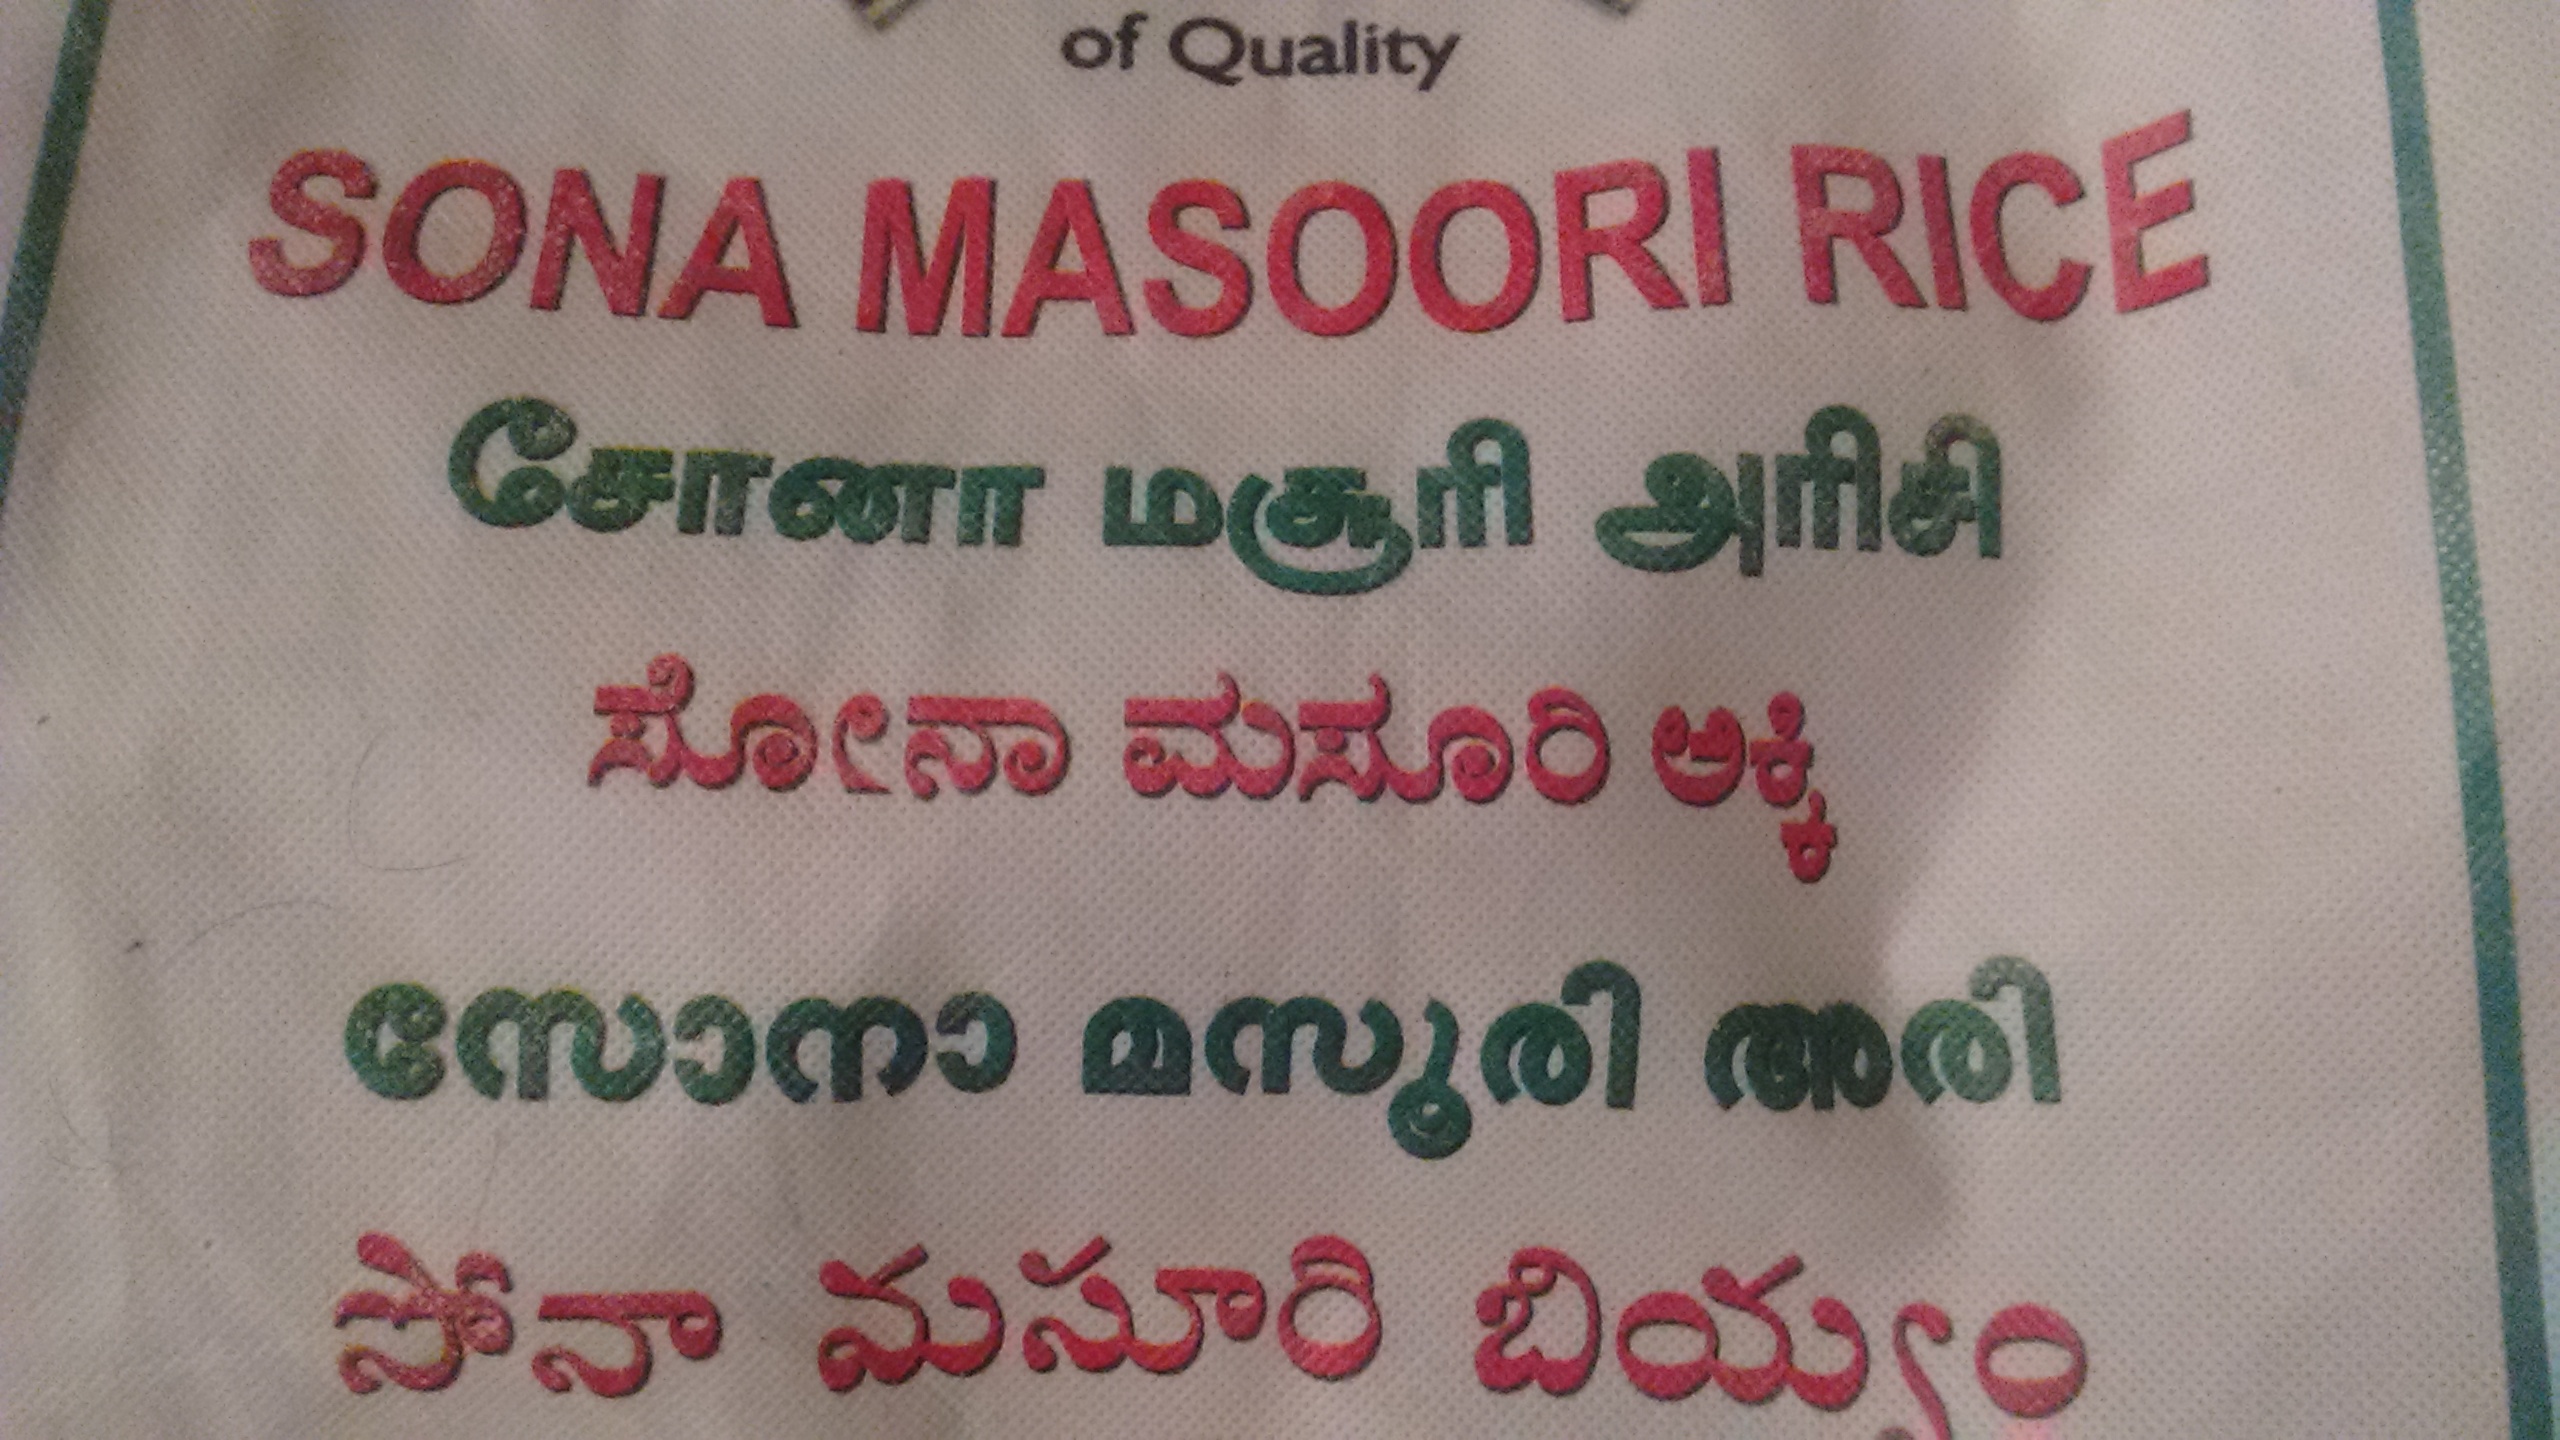 of Quality
SONA MASOORI RICE
சோனா மசூரி அரிசி
ಸೋನಾ ಮಸೂರಿ ಅಕ್ಕಿ
സോനാ മസൂരി അരി
సోనా మసూరి బియ్యం